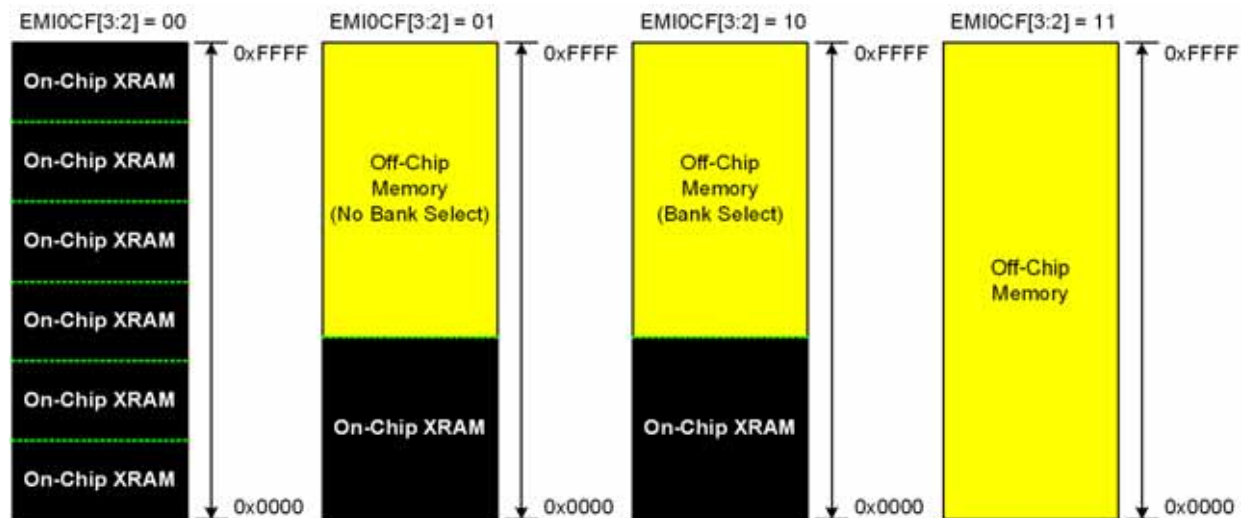 EMI0CF[3:2] = 00
EMI0CF[3:2] = 01
EMI0CF[3:2] = 10
EMI0CF[3:2] = 11
On-Chip XRAM
On-Chip XRAM
On-Chip XRAM
On-Chip XRAM
On-Chip XRAM
On-Chip XRAM
0xFFFF
0x0000
Off-Chip
Memory
(No Bank Select)
On-Chip XRAM
0xFFFF
0x0000
Off-Chip
Memory
(Bank Select)
On-Chip XRAM
0xFFFF
0x0000
Off-Chip
Memory
0xFFFF
0x0000